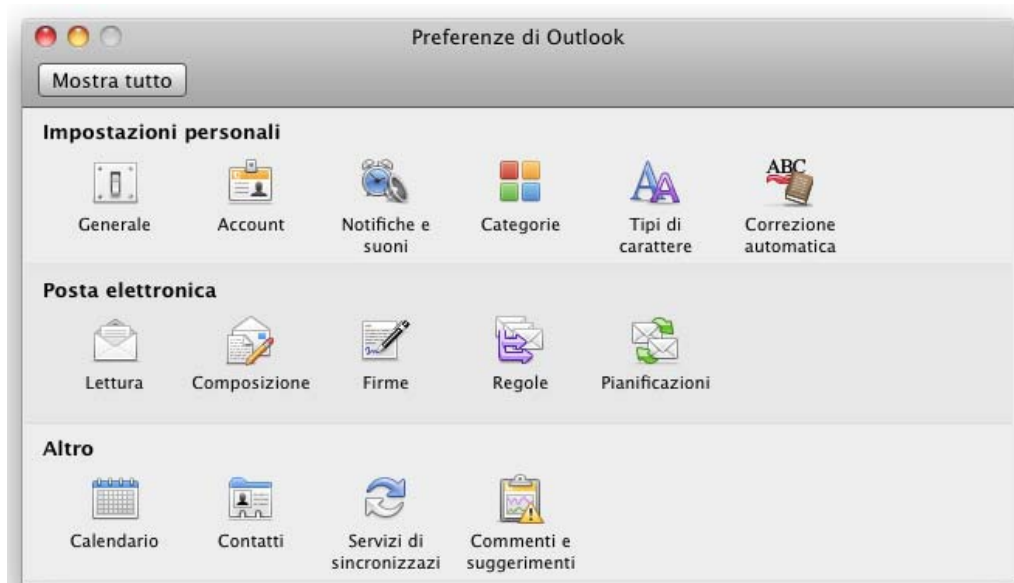 Preferenze di Outlook
Mostra tutto
Impostazioni personali
Generale
Account
Notifiche e
suoni
Categorie
Tipi di
carattere
ABC
Correzione
automatica
Posta elettronica
Lettura
Composizione
Firme
Regole
Pianificazioni
Altro
Calendario
Contatti
Servizi di
sincronizzazi
Commenti e
suggerimenti